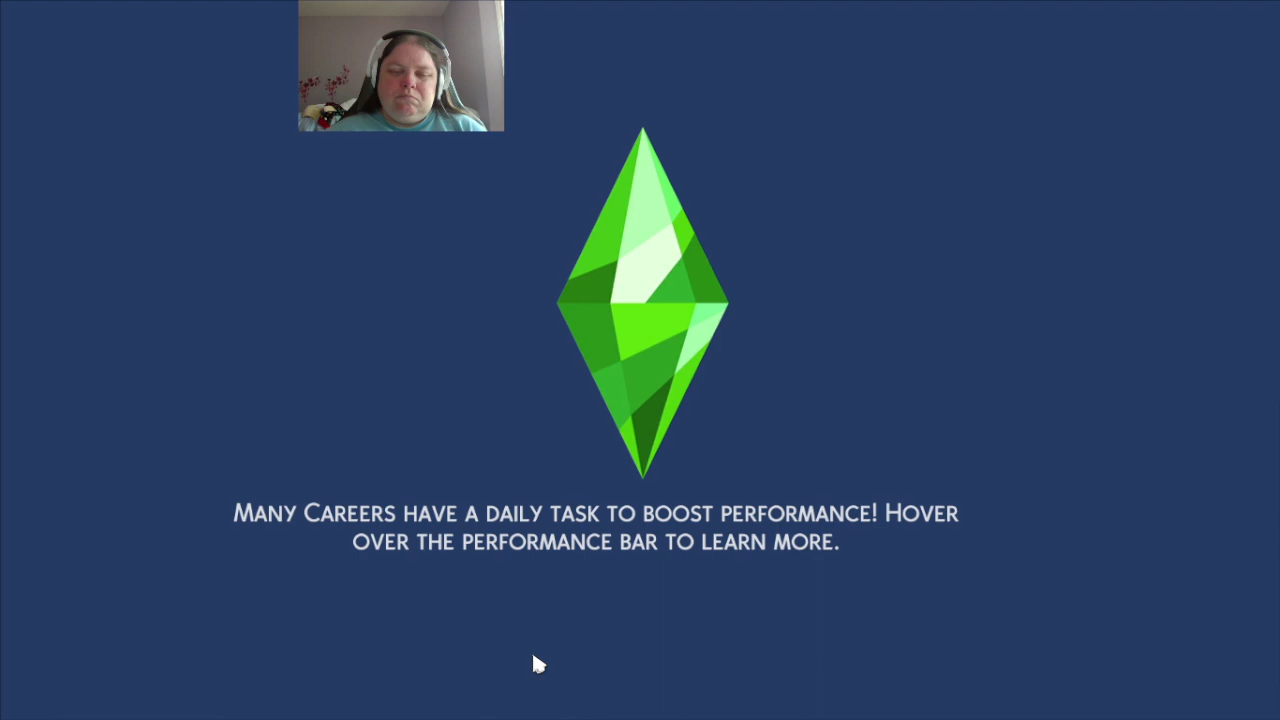 Many Careers have a daily task to boost performance! Hover
over the performance bar to learn more.